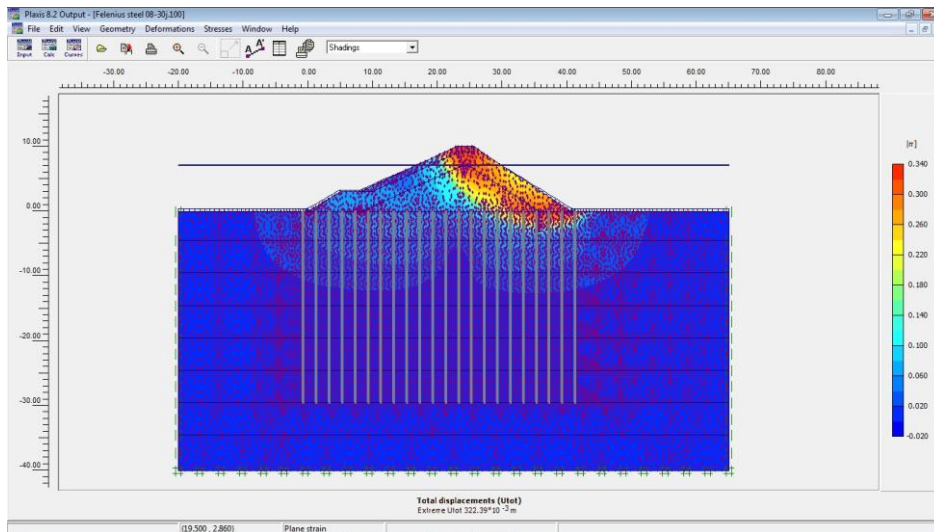 Plaxis 8.2 Output - [Felenius steel 08-30j.100]
File Edit View Geometry Deformations Stresses Window Help
Input Calc Curves Shadings
-30.00 -20.00 -10.00 0.00 10.00 20.00 30.00 40.00 50.00 60.00 70.00 80.00
10.00
0.00
-10.00
-20.00
-30.00
-40.00
[m]
0.340
0.300
0.260
0.220
0.180
0.140
0.100
0.060
0.020
-0.020
Total displacements (Utot)
Extreme Utot 322.39*10 -3 m
(19.500 , 2.860) Plane strain